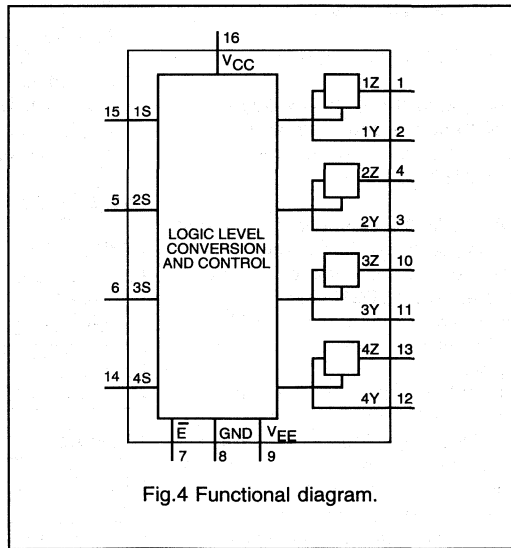 16
VCC
15 1S
5 2S
6 3S
14 4S
LOGIC LEVEL
CONVERSION
AND CONTROL
1Z 1
1Y 2
2Z 4
2Y 3
3Z 10
3Y 11
4Z 13
4Y 12
E̅ GND VEE
7 8 9
Fig.4 Functional diagram.